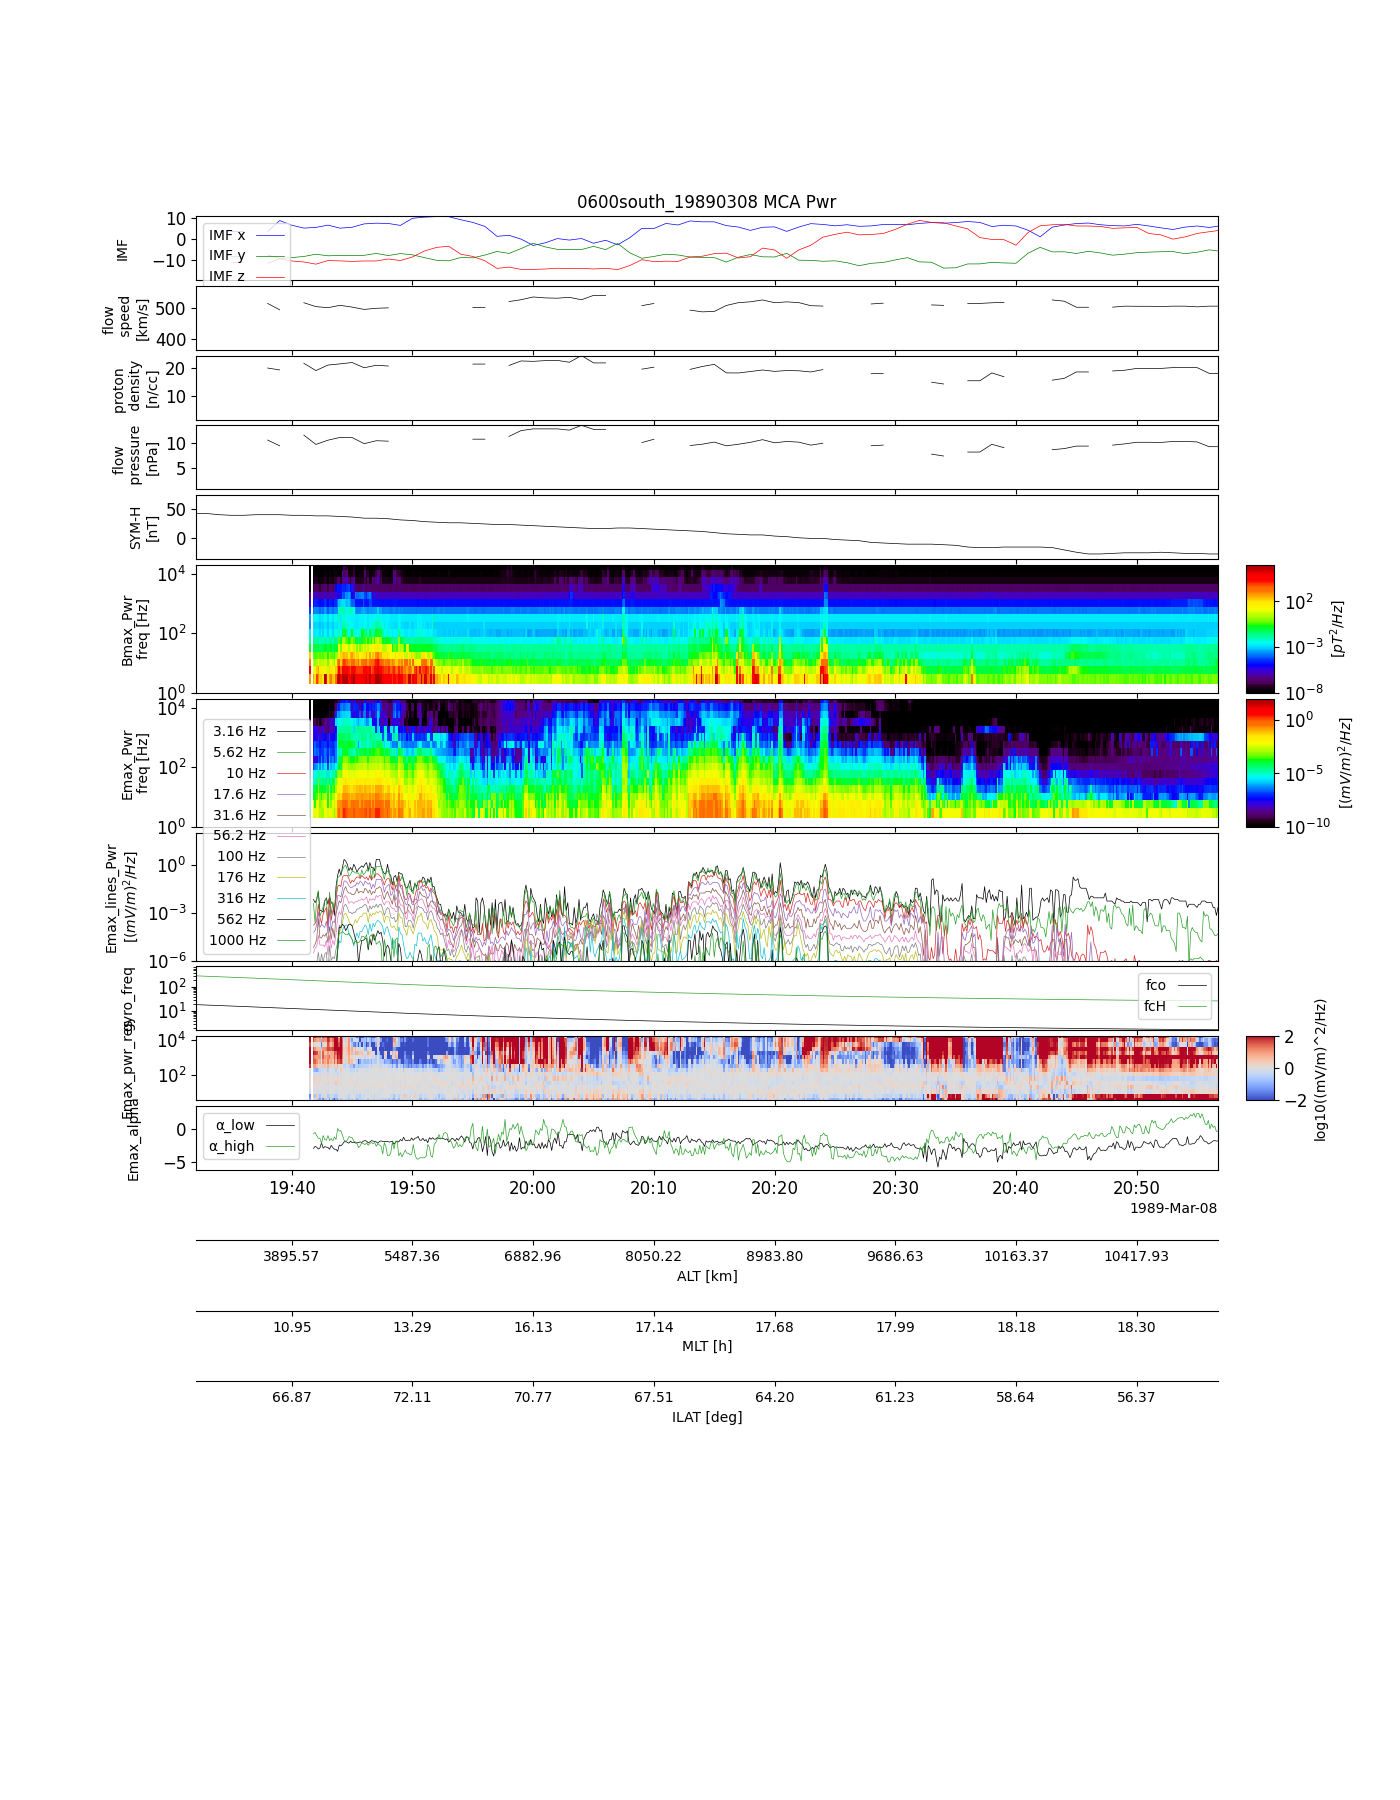 0600south_19890308 MCA Pwr
IMF
10
0
−10
IMF x
IMF y
IMF z
flow
speed
[km/s]
500
400
proton
density
[n/cc]
20
10
flow
pressure
[nPa]
10
5
SYM-H
[nT]
50
0
Bmax_Pwr
freq [Hz]
10^4
10^2
10^0
10^2
10^−3
10^−8
[pT^2/Hz]
Emax_Pwr
freq [Hz]
10^4
10^2
10^0
10^0
10^−5
10^−10
[(mV/m)^2/Hz]
3.16 Hz
5.62 Hz
10 Hz
17.6 Hz
31.6 Hz
56.2 Hz
100 Hz
176 Hz
316 Hz
562 Hz
1000 Hz
Emax_lines_Pwr
[(mV/m)^2/Hz]
10^0
10^−3
10^−6
gyro_freq
10^2
10^1
fco
fcH
Emax_pwr_reg
10^4
10^2
2
0
−2
log10((mV/m)^2/Hz)
Emax_alpha
0
−5
α_low
α_high
19:40 19:50 20:00 20:10 20:20 20:30 20:40 20:50
1989-Mar-08
3895.57 5487.36 6882.96 8050.22 8983.80 9686.63 10163.37 10417.93
ALT [km]
10.95 13.29 16.13 17.14 17.68 17.99 18.18 18.30
MLT [h]
66.87 72.11 70.77 67.51 64.20 61.23 58.64 56.37
ILAT [deg]